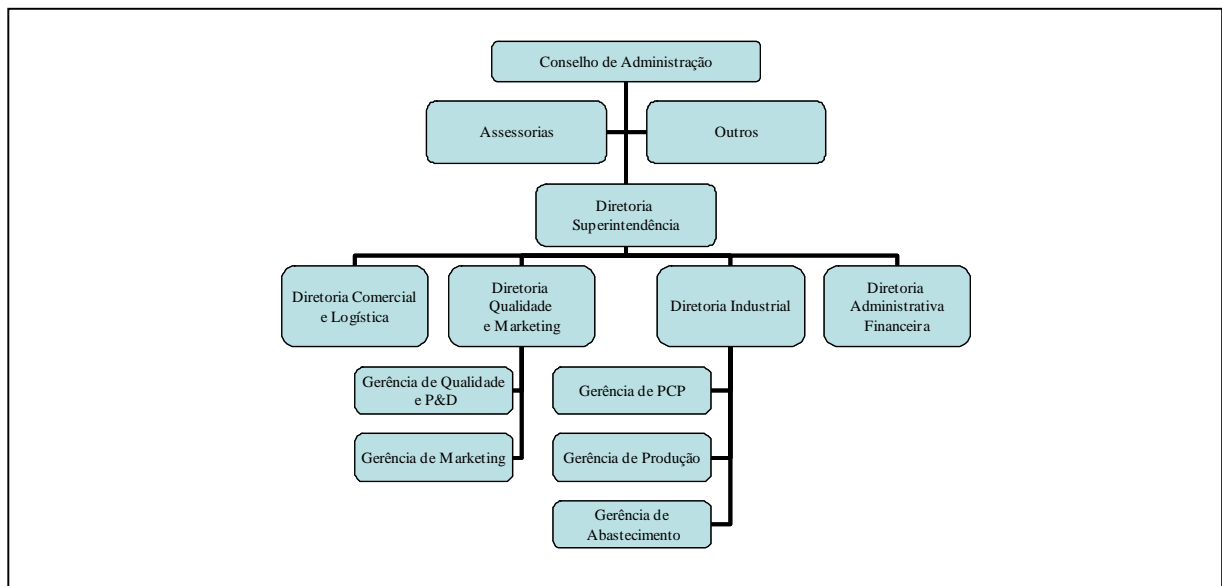 Conselho de Administração
Assessorias
Outros
Diretoria
Superintendência
Diretoria Comercial
e Logística
Diretoria
Qualidade
e Marketing
Diretoria Industrial
Diretoria
Administrativa
Financeira
Gerência de Qualidade
e P&D
Gerência de Marketing
Gerência de PCP
Gerência de Produção
Gerência de
Abastecimento